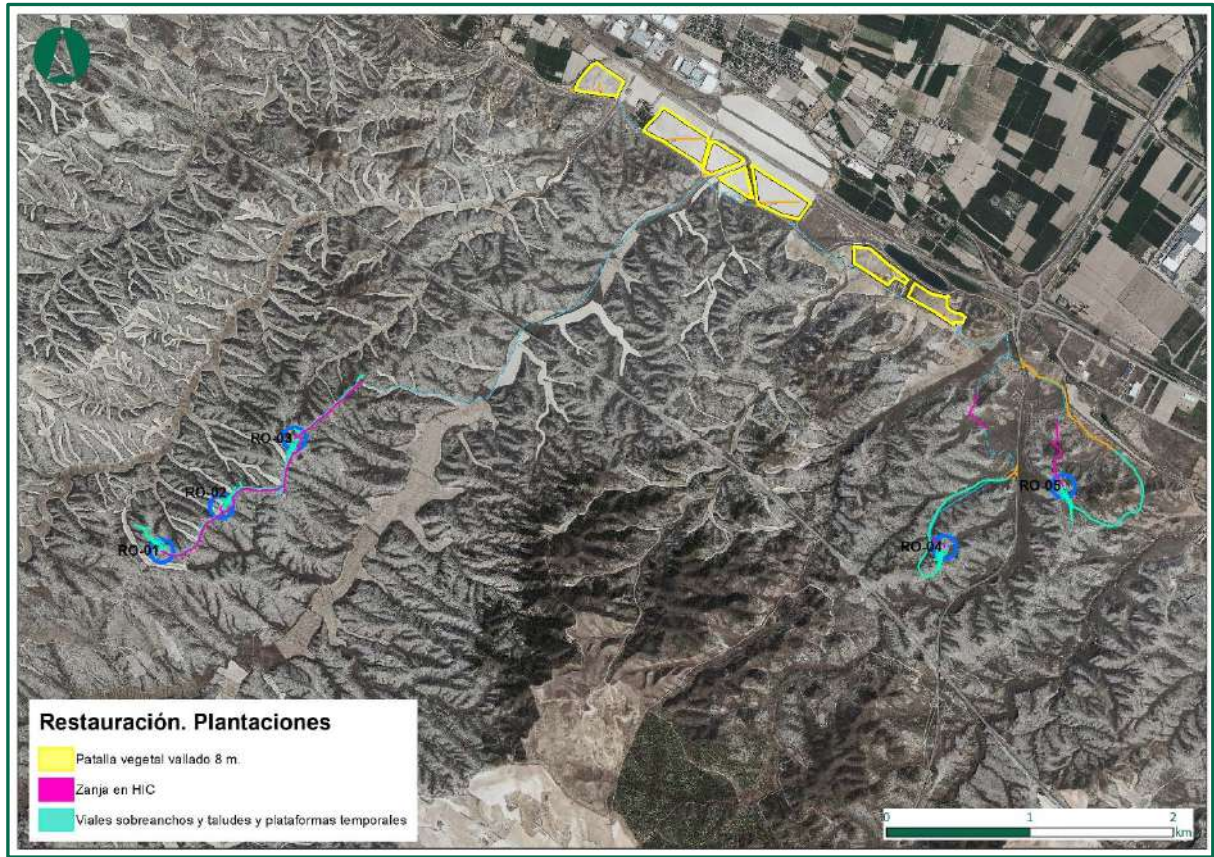 RO-03
RO-02
RO-01
RO-05
RO-04
Restauración. Plantaciones
Patalla vegetal vallado 8 m.
Zanja en HIC
Viales sobreanchos y taludes y plataformas temporales
0 1 2
km